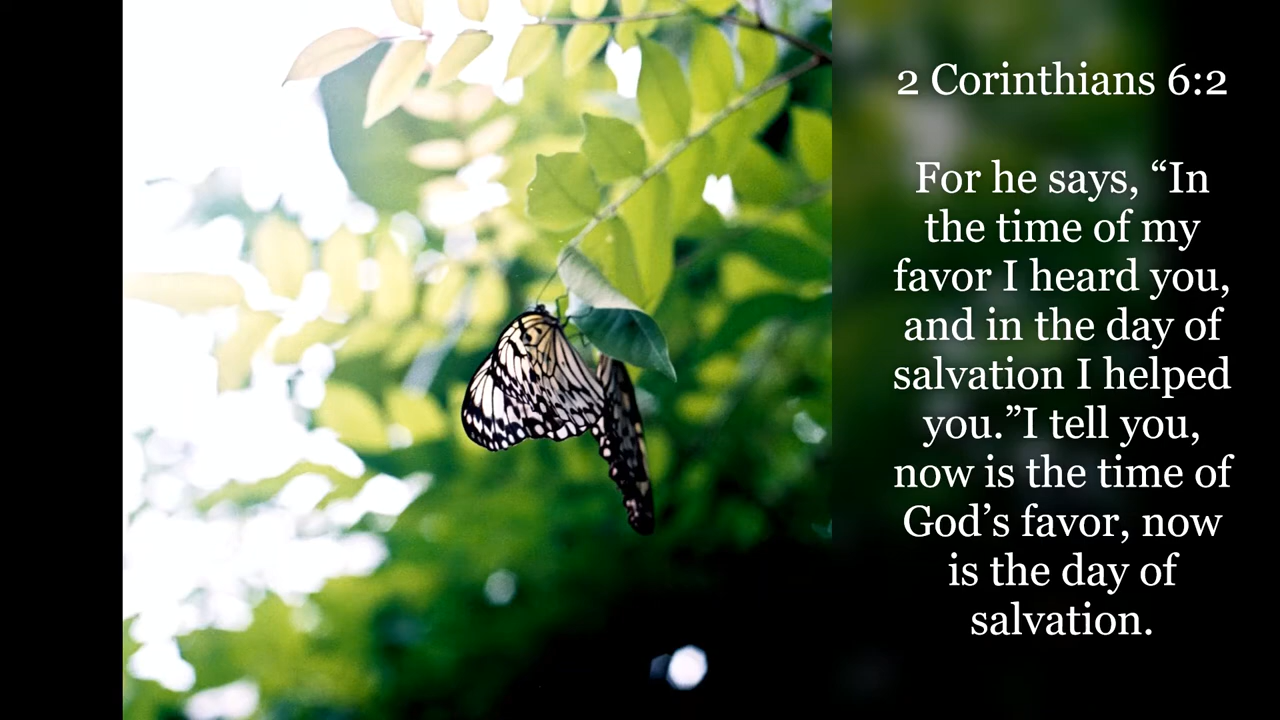 2 Corinthians 6:2
For he says, “In
the time of my
favor I heard you,
and in the day of
salvation I helped
you.”I tell you,
now is the time of
God’s favor, now
is the day of
salvation.